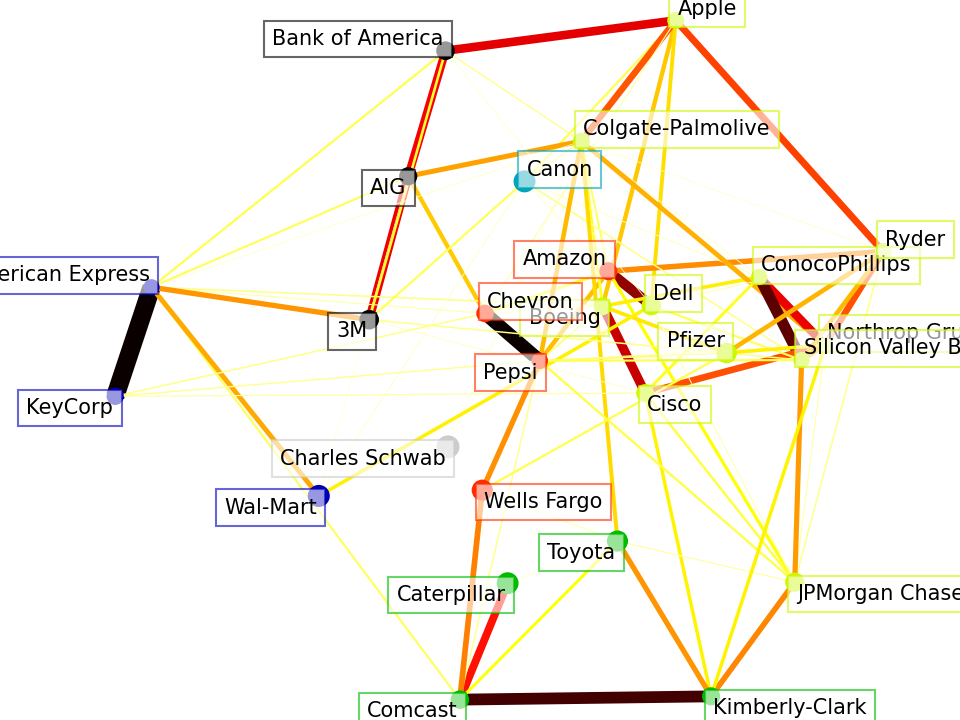 Apple
Bank of America
Colgate-Palmolive
Canon
AIG
Ryder
Amazon
ConocoPhillips
erican Express
Dell
Chevron
Boeing
3M
Northrop Gru
Pfizer
Silicon Valley B
Pepsi
KeyCorp
Cisco
Charles Schwab
Wal-Mart
Wells Fargo
Toyota
Caterpillar
JPMorgan Chase
Comcast
Kimberly-Clark